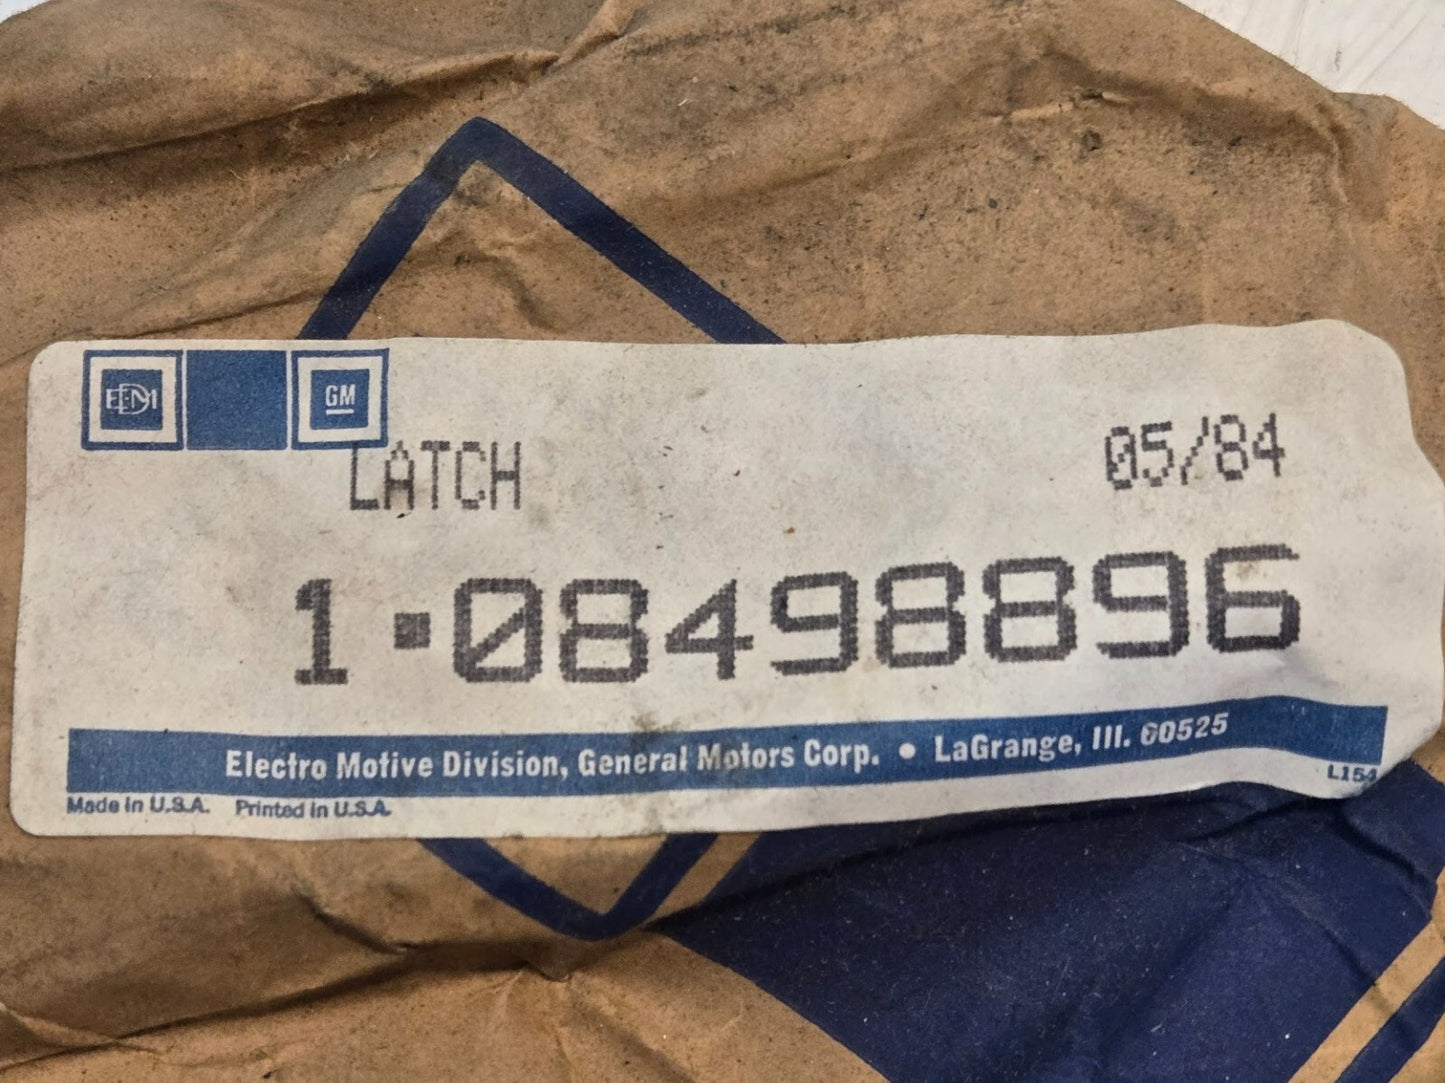 EMD GM
LATCH 05/84
1·08498896
Electro Motive Division, General Motors Corp. • LaGrange, Ill. 60525
L154
Made in U.S.A. Printed in U.S.A.